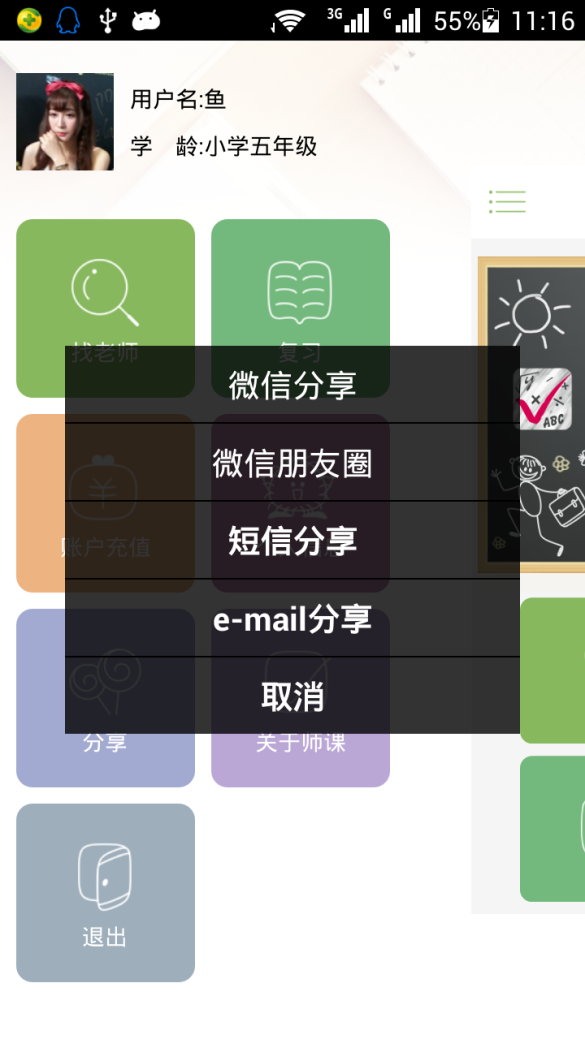 3G
G
55%
11:16
用户名:鱼
学 龄:小学五年级
找老师
复习
微信分享
微信朋友圈
ABC
短信分享
账户充值
e-mail分享
取消
分享
关于师课
退出